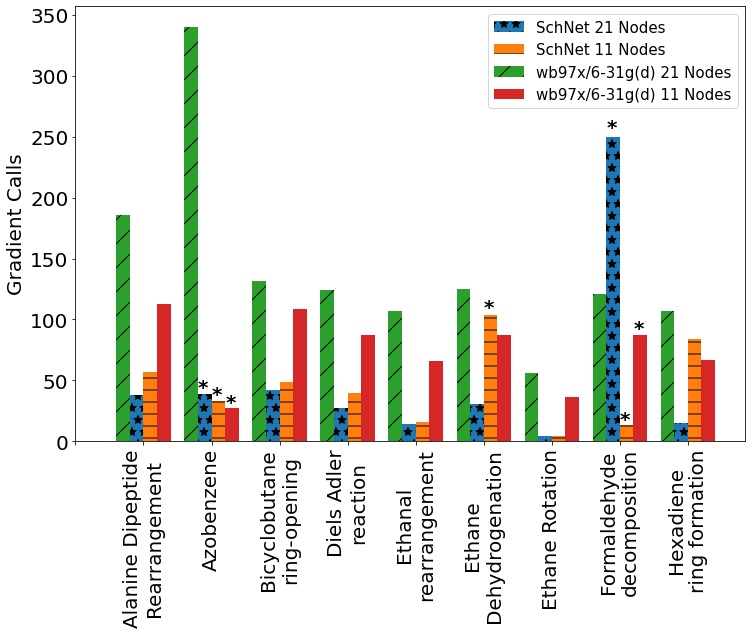 SchNet 21 Nodes
SchNet 11 Nodes
wb97x/6-31g(d) 21 Nodes
wb97x/6-31g(d) 11 Nodes
Gradient Calls
350
300
250
200
150
100
50
0
*
*
*
*
*
*
*
Alanine Dipeptide
Rearrangement
Azobenzene
Bicyclobutane
ring-opening
Diels Adler
reaction
Ethanal
rearrangement
Ethane
Dehydrogenation
Ethane Rotation
Formaldehyde
decomposition
Hexadiene
ring formation